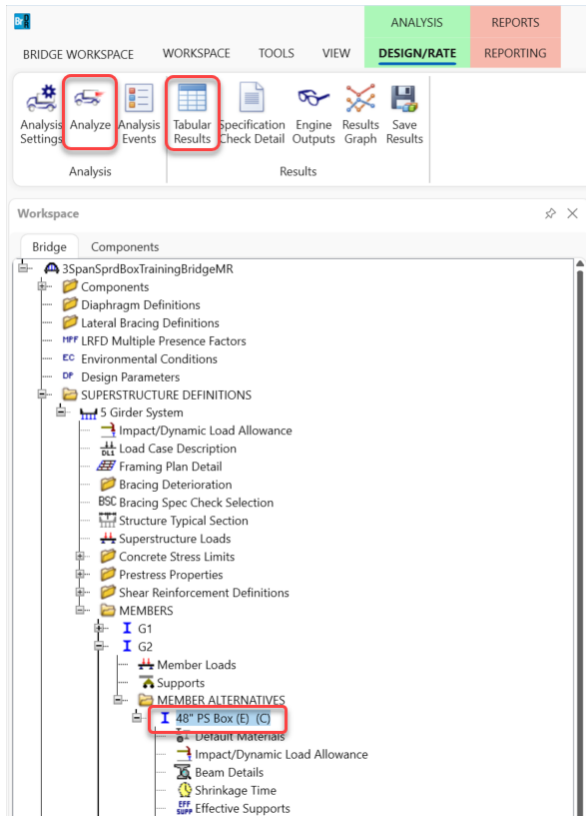 Br
ANALYSIS REPORTS
BRIDGE WORKSPACE WORKSPACE TOOLS VIEW DESIGN/RATE REPORTING
Analysis Analyze Analysis Tabular Specification Engine Results Save
Settings Events Results Check Detail Outputs Graph Results
Analysis Results
Workspace
Bridge Components
3SpanSprdBoxTrainingBridgeMR
Components
Diaphragm Definitions
Lateral Bracing Definitions
MPF LRFD Multiple Presence Factors
EC Environmental Conditions
DP Design Parameters
SUPERSTRUCTURE DEFINITIONS
5 Girder System
Impact/Dynamic Load Allowance
DL1 Load Case Description
Framing Plan Detail
Bracing Deterioration
BSC Bracing Spec Check Selection
Structure Typical Section
Superstructure Loads
Concrete Stress Limits
Prestress Properties
Shear Reinforcement Definitions
MEMBERS
G1
G2
Member Loads
Supports
MEMBER ALTERNATIVES
48" PS Box (E) (C)
Default Materials
Impact/Dynamic Load Allowance
Beam Details
Shrinkage Time
EFF SUPP Effective Supports